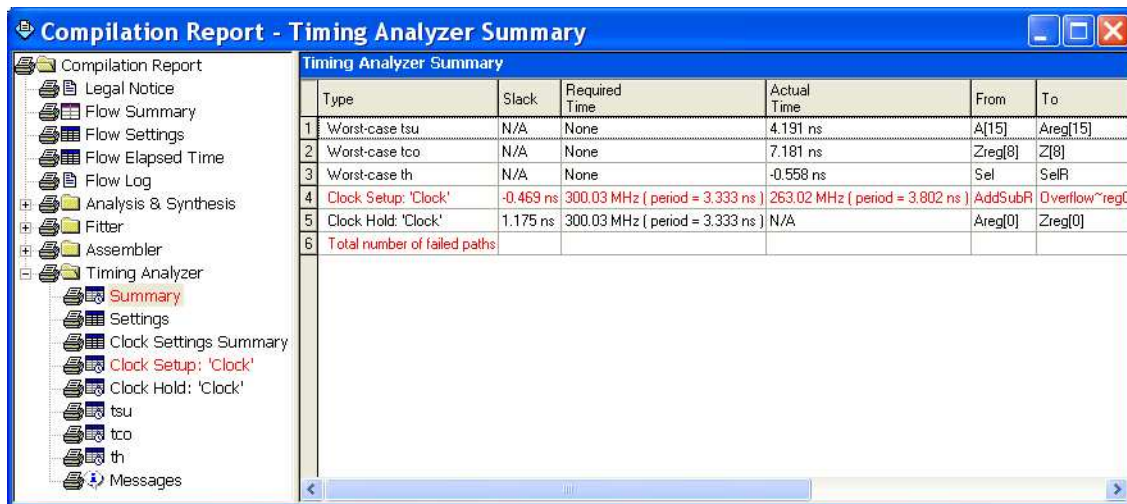 Compilation Report - Timing Analyzer Summary
Compilation Report
Legal Notice
Flow Summary
Flow Settings
Flow Elapsed Time
Flow Log
Analysis & Synthesis
Fitter
Assembler
Timing Analyzer
Summary
Settings
Clock Settings Summary
Clock Setup: 'Clock'
Clock Hold: 'Clock'
tsu
tco
th
Messages
Timing Analyzer Summary
Type Slack Required Time Actual Time From To
1 Worst-case tsu N/A None 4.191 ns A[15] Areg[15]
2 Worst-case tco N/A None 7.181 ns Zreg[8] Z[8]
3 Worst-case th N/A None -0.558 ns Sel SelR
4 Clock Setup: 'Clock' -0.469 ns 300.03 MHz ( period = 3.333 ns ) 263.02 MHz ( period = 3.802 ns ) AddSubR Overflow~reg0
5 Clock Hold: 'Clock' 1.175 ns 300.03 MHz ( period = 3.333 ns ) N/A Areg[0] Zreg[0]
6 Total number of failed paths